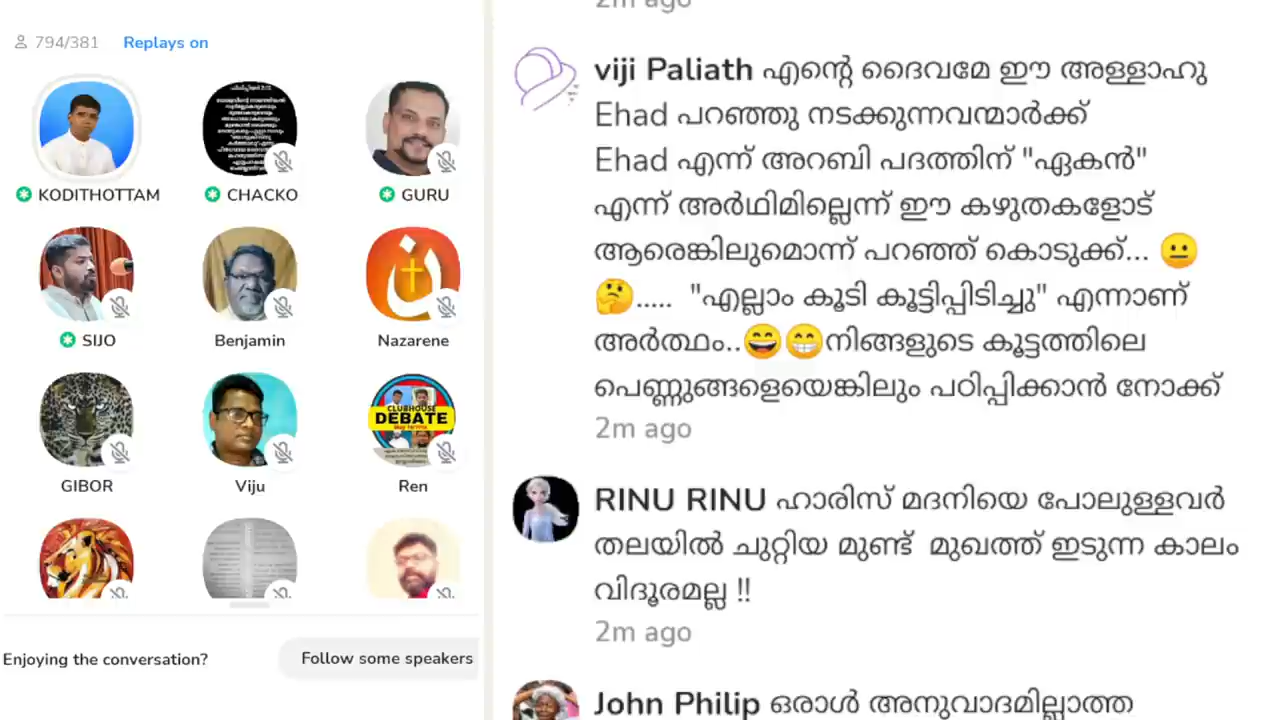 794/381 Replays on
KODITHOTTAM CHACKO GURU
SIJO Benjamin Nazarene
CLUBHOUSE
DEBATE
GIBOR Viju Ren
Enjoying the conversation? Follow some speakers
2m ago
viji Paliath എന്റെ ദൈവമേ ഈ അള്ളാഹു
Ehad പറഞ്ഞു നടക്കുന്നവന്മാർക്ക്
Ehad എന്ന് അറബി പദത്തിന് "ഏകൻ"
എന്ന് അർഥിമില്ലെന്ന് ഈ കഴുതകളോട്
ആരെങ്കിലുമൊന്ന് പറഞ്ഞ് കൊടുക്ക്... 😐
🤔..... "എല്ലാം കൂടി കൂട്ടിപ്പിടിച്ചു" എന്നാണ്
അർത്ഥം..😄😁നിങ്ങളുടെ കൂട്ടത്തിലെ
പെണ്ണുങ്ങളെയെങ്കിലും പഠിപ്പിക്കാൻ നോക്ക്
2m ago
RINU RINU ഹാരിസ് മദനിയെ പോലുള്ളവർ
തലയിൽ ചുറ്റിയ മുണ്ട് മുഖത്ത് ഇടുന്ന കാലം
വിദൂരമല്ല !!
2m ago
John Philip ഒരാൾ അനുവാദമില്ലാത്ത